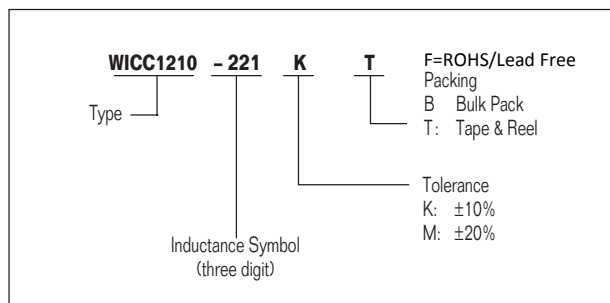 WICC1210 – 221 K T F=ROHS/Lead Free
Packing
B Bulk Pack
T: Tape & Reel
Type
Tolerance
K: ±10%
M: ±20%
Inductance Symbol
(three digit)